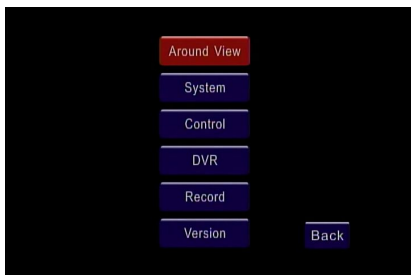 Around View
System
Control
DVR
Record
Version
Back